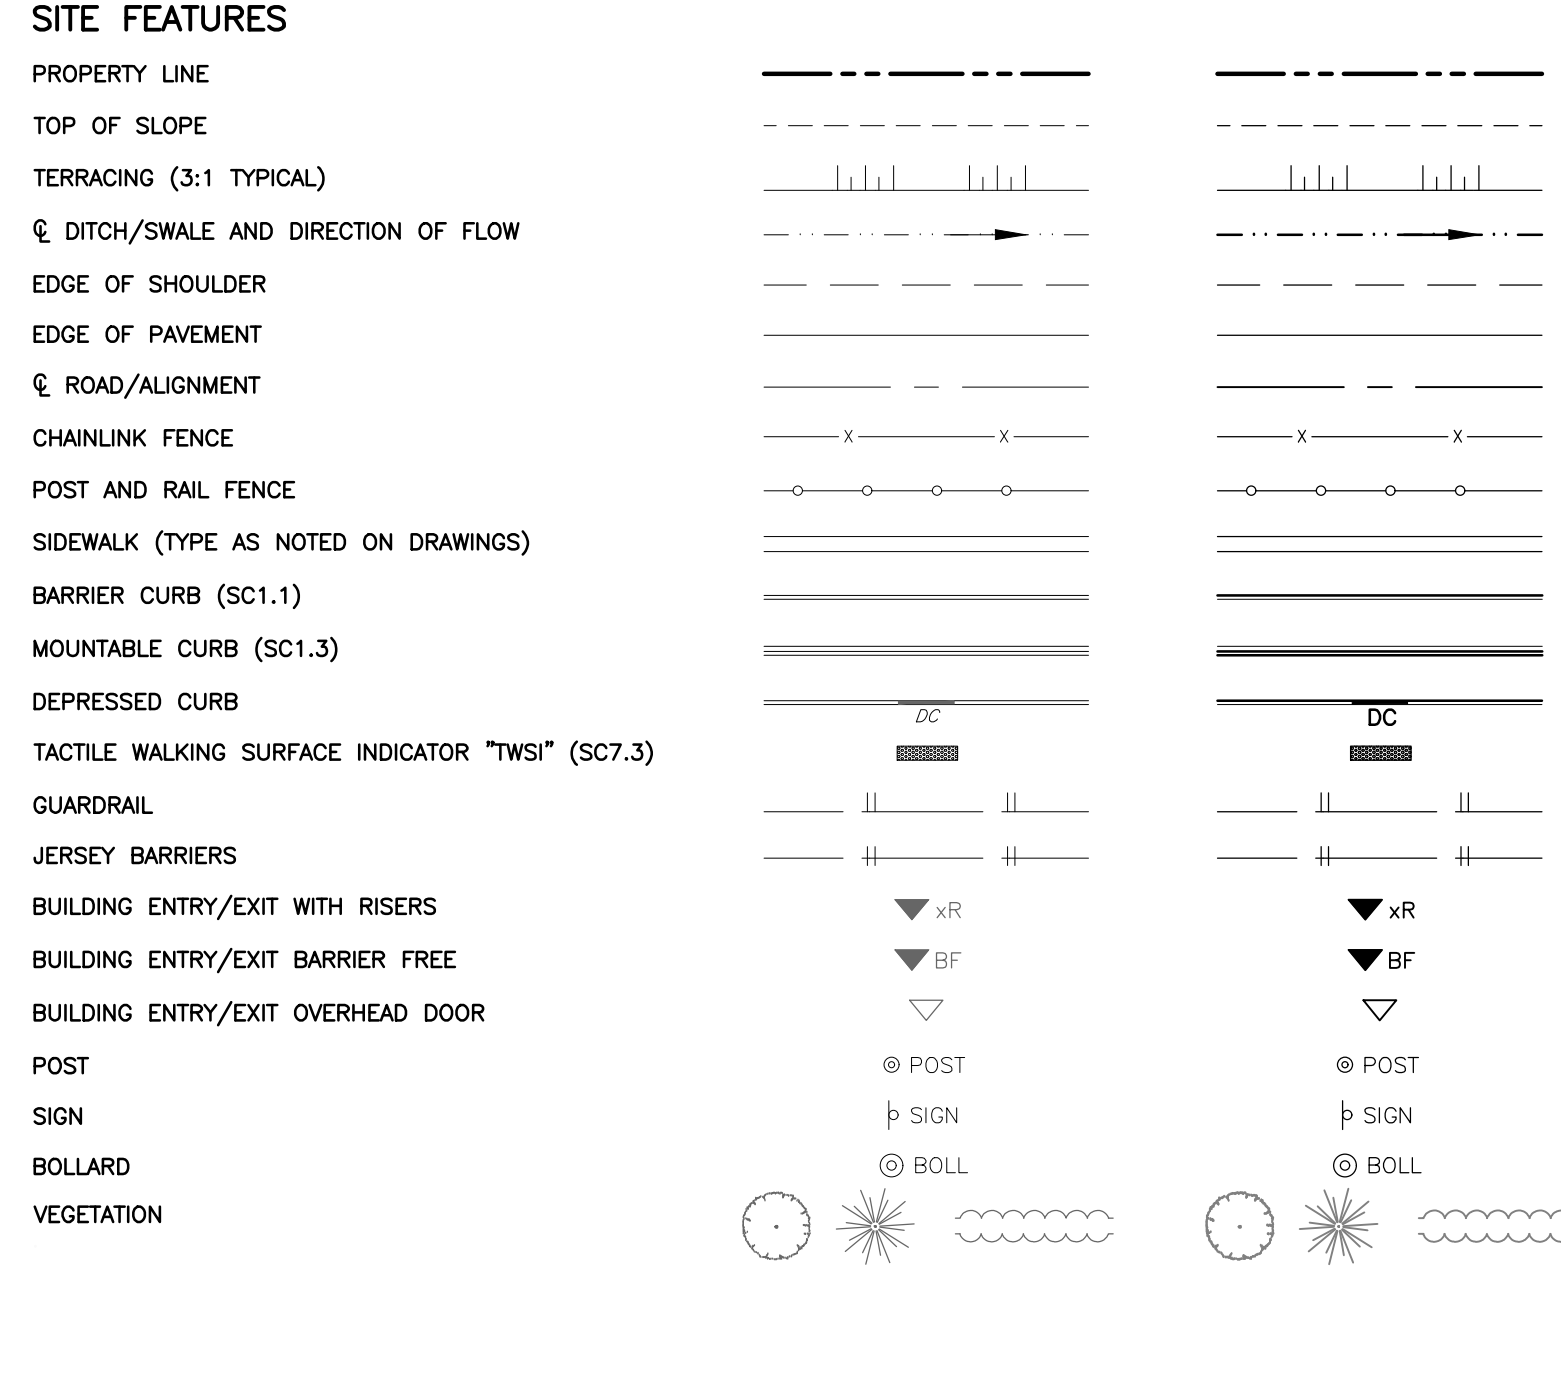 SITE FEATURES
PROPERTY LINE
TOP OF SLOPE
TERRACING (3:1 TYPICAL)
℄ DITCH/SWALE AND DIRECTION OF FLOW
EDGE OF SHOULDER
EDGE OF PAVEMENT
℄ ROAD/ALIGNMENT
CHAINLINK FENCE X X X X
POST AND RAIL FENCE
SIDEWALK (TYPE AS NOTED ON DRAWINGS)
BARRIER CURB (SC1.1)
MOUNTABLE CURB (SC1.3)
DEPRESSED CURB
DC DC
TACTILE WALKING SURFACE INDICATOR "TWSI" (SC7.3)
GUARDRAIL
JERSEY BARRIERS
BUILDING ENTRY/EXIT WITH RISERS xR xR
BUILDING ENTRY/EXIT BARRIER FREE BF BF
BUILDING ENTRY/EXIT OVERHEAD DOOR
POST POST POST
SIGN SIGN SIGN
BOLLARD BOLL BOLL
VEGETATION